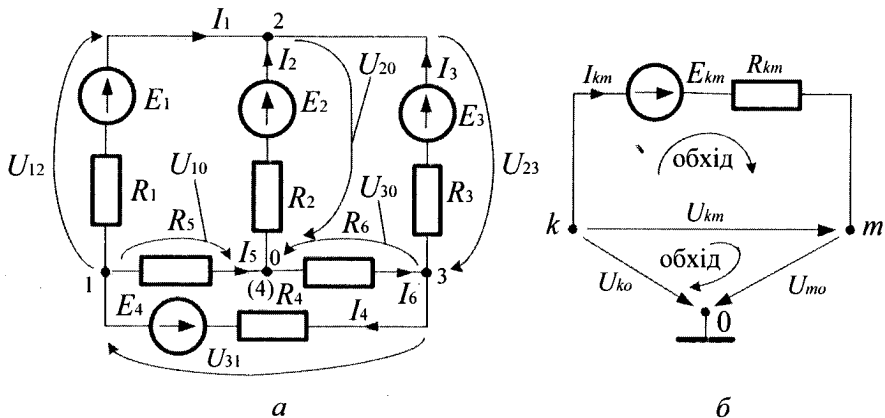 I1 2
I2 U20 I3
E1 E2 E3
U12 R1 U10 R2 U30 R3 U23
R5 R6
1 I5 0 I6 3
(4)
E4 R4 I4
U31
а
Ikm Ekm Rkm
обхід
k Ukm m
обхід
Uко Umo
0
б